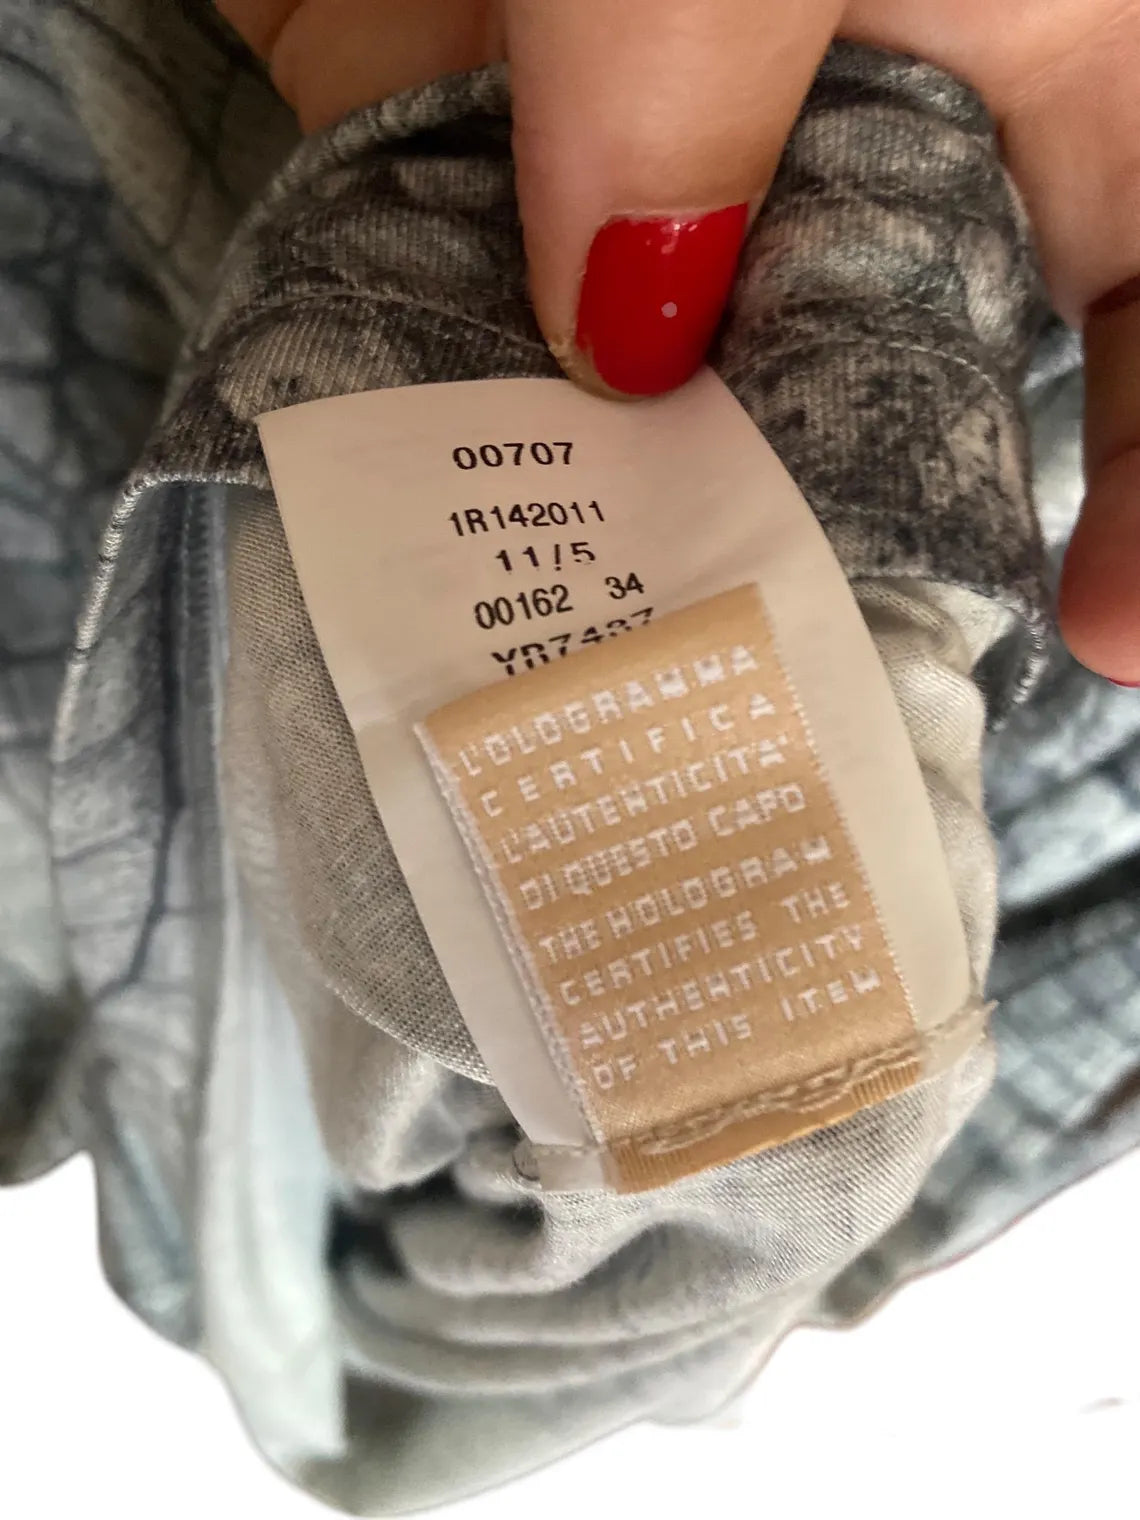 00707
1R142011
11/5
00162 34
L'OLOGRAMMA
CERTIFICA
L'AUTENTICITA'
DI QUESTO CAPO
THE HOLOGRAM
CERTIFIES THE
AUTHENTICITY
OF THIS ITEM